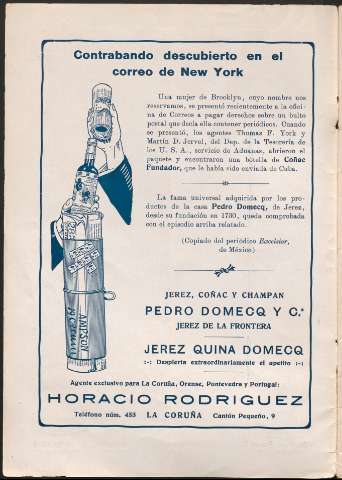 Contrabando descubierto en el
correo de New York
Una mujer de Brooklyn, cuyo nombre nos
reservamos, se presentó recientemente a la ofici-
na de Correos a pagar derechos sobre un bulto
postal que decía ella contener periódicos. Cuando
se presentó, los agentes Thomas F. York y
Martin D. Jervel, del Dep. de la Tesorería de
los U. S. A., servicio de Aduanas, abrieron el
paquete y encontraron una botella de Coñac
Fundador, que le había sido enviada de Cuba.
La fama universal adquirida por los pro-
ductos de la casa Pedro Domecq, de Jerez,
desde su fundación en 1730, queda comprobada
con el episodio arriba relatado.
(Copiado del periódico Excelsior,
de México)
JEREZ, COÑAC Y CHAMPAN
PEDRO DOMECQ Y C.ª
JEREZ DE LA FRONTERA
JEREZ QUINA DOMECQ
:-: Despierta extraordinariamente el apetito :-:
Agente exclusivo para La Coruña, Orense, Pontevedra y Portugal:
HORACIO RODRIGUEZ
Teléfono núm. 453 LA CORUÑA Cantón Pequeño, 9